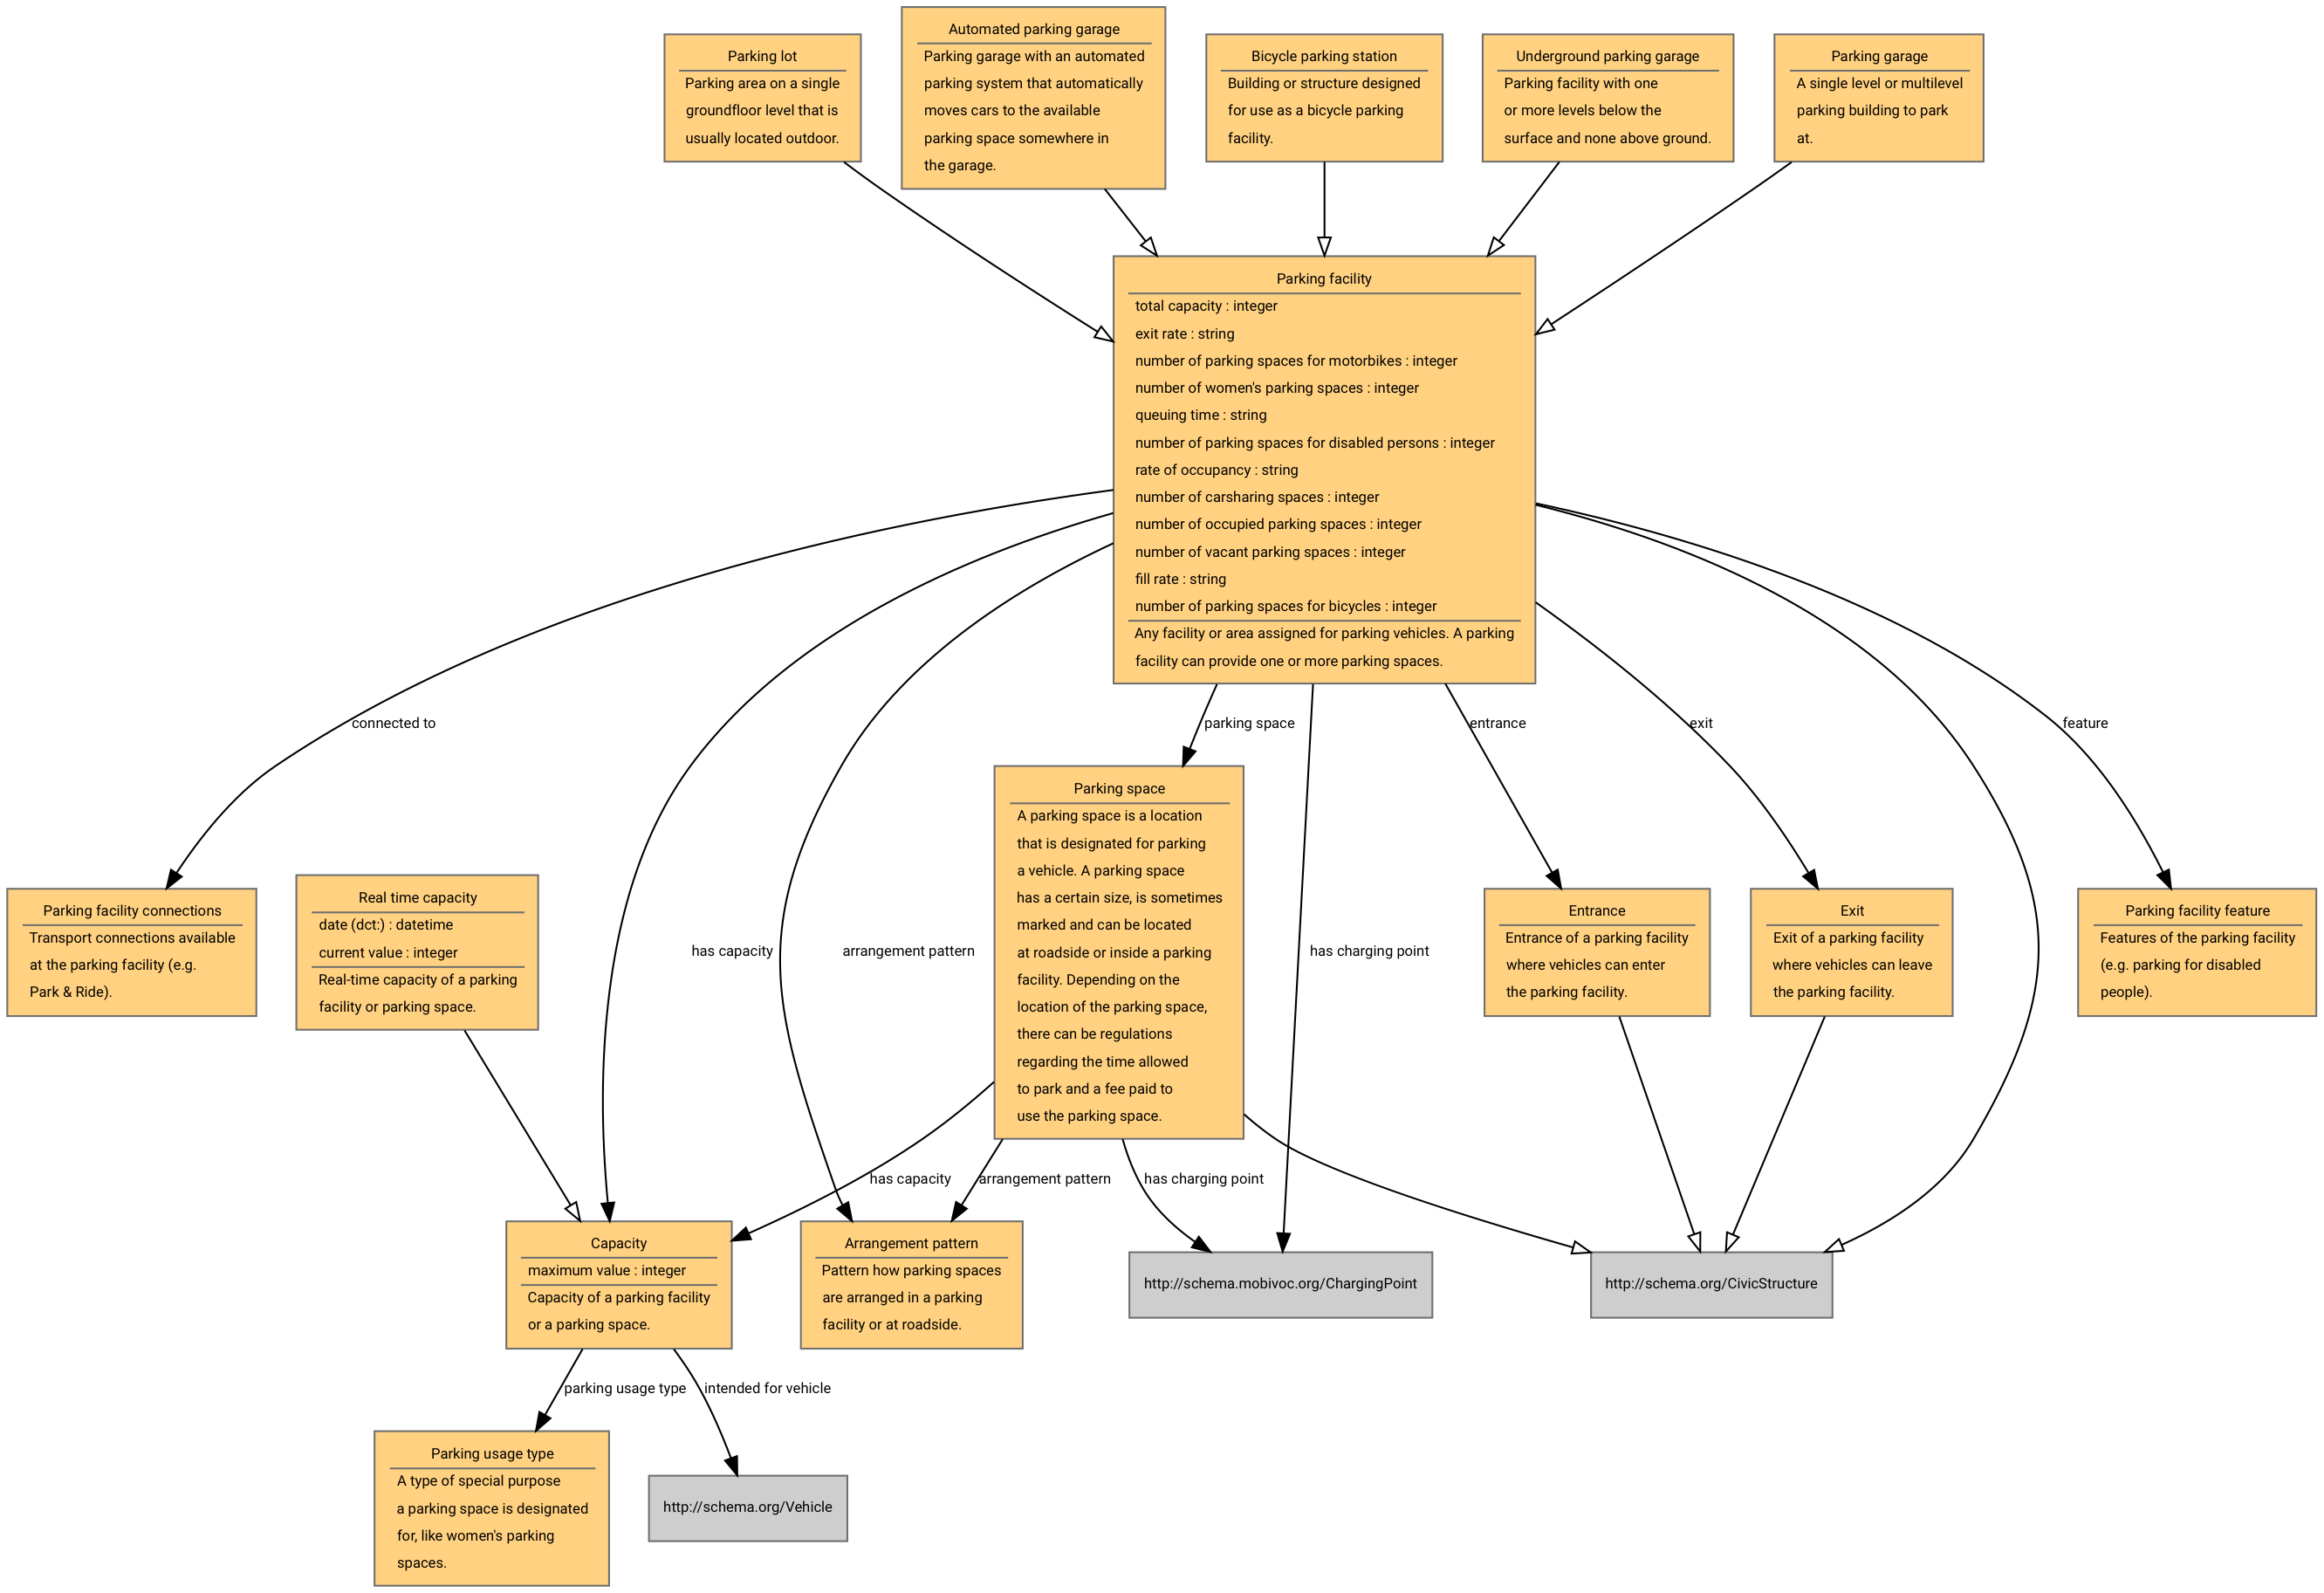 Parking lot
Parking area on a single
groundfloor level that is
usually located outdoor.
Automated parking garage
Parking garage with an automated
parking system that automatically
moves cars to the available
parking space somewhere in
the garage.
Bicycle parking station
Building or structure designed
for use as a bicycle parking
facility.
Underground parking garage
Parking facility with one
or more levels below the
surface and none above ground.
Parking garage
A single level or multilevel
parking building to park
at.
Parking facility
total capacity : integer
exit rate : string
number of parking spaces for motorbikes : integer
number of women's parking spaces : integer
queuing time : string
number of parking spaces for disabled persons : integer
rate of occupancy : string
number of carsharing spaces : integer
number of occupied parking spaces : integer
number of vacant parking spaces : integer
fill rate : string
number of parking spaces for bicycles : integer
Any facility or area assigned for parking vehicles. A parking
facility can provide one or more parking spaces.
connected to
parking space
entrance
exit
feature
Parking facility connections
Transport connections available
at the parking facility (e.g.
Park & Ride).
Real time capacity
date (dct:) : datetime
current value : integer
Real-time capacity of a parking
facility or parking space.
has capacity
arrangement pattern
Parking space
A parking space is a location
that is designated for parking
a vehicle. A parking space
has a certain size, is sometimes
marked and can be located
at roadside or inside a parking
facility. Depending on the
location of the parking space,
there can be regulations
regarding the time allowed
to park and a fee paid to
use the parking space.
has charging point
Entrance
Entrance of a parking facility
where vehicles can enter
the parking facility.
Exit
Exit of a parking facility
where vehicles can leave
the parking facility.
Parking facility feature
Features of the parking facility
(e.g. parking for disabled
people).
has capacity
arrangement pattern
has charging point
Capacity
maximum value : integer
Capacity of a parking facility
or a parking space.
Arrangement pattern
Pattern how parking spaces
are arranged in a parking
facility or at roadside.
http://schema.mobivoc.org/ChargingPoint
http://schema.org/CivicStructure
parking usage type
intended for vehicle
Parking usage type
A type of special purpose
a parking space is designated
for, like women's parking
spaces.
http://schema.org/Vehicle